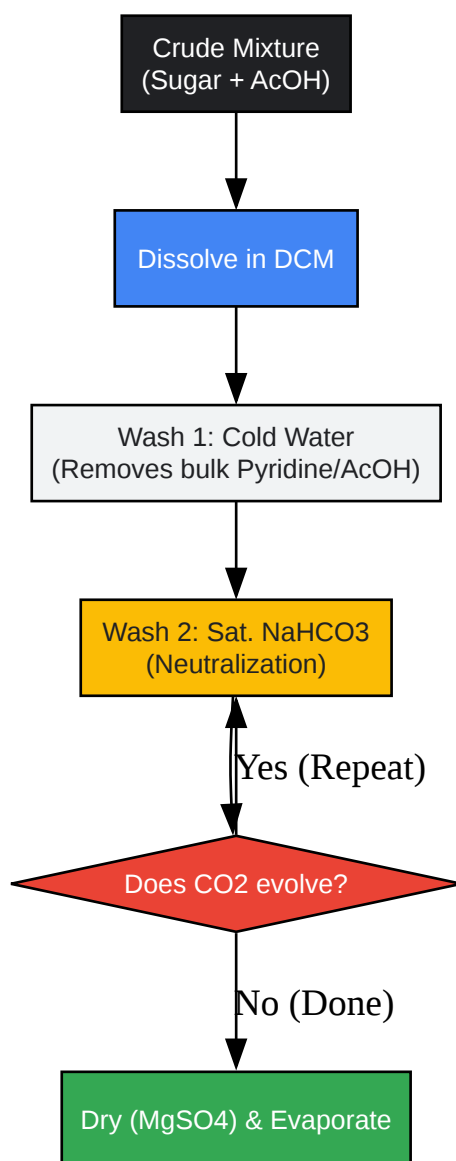 Crude Mixture
(Sugar + AcOH)
Dissolve in DCM
Wash 1: Cold Water
(Removes bulk Pyridine/AcOH)
Wash 2: Sat. NaHCO3
(Neutralization)
Yes (Repeat)
Does CO2 evolve?
No (Done)
Dry (MgSO4) & Evaporate